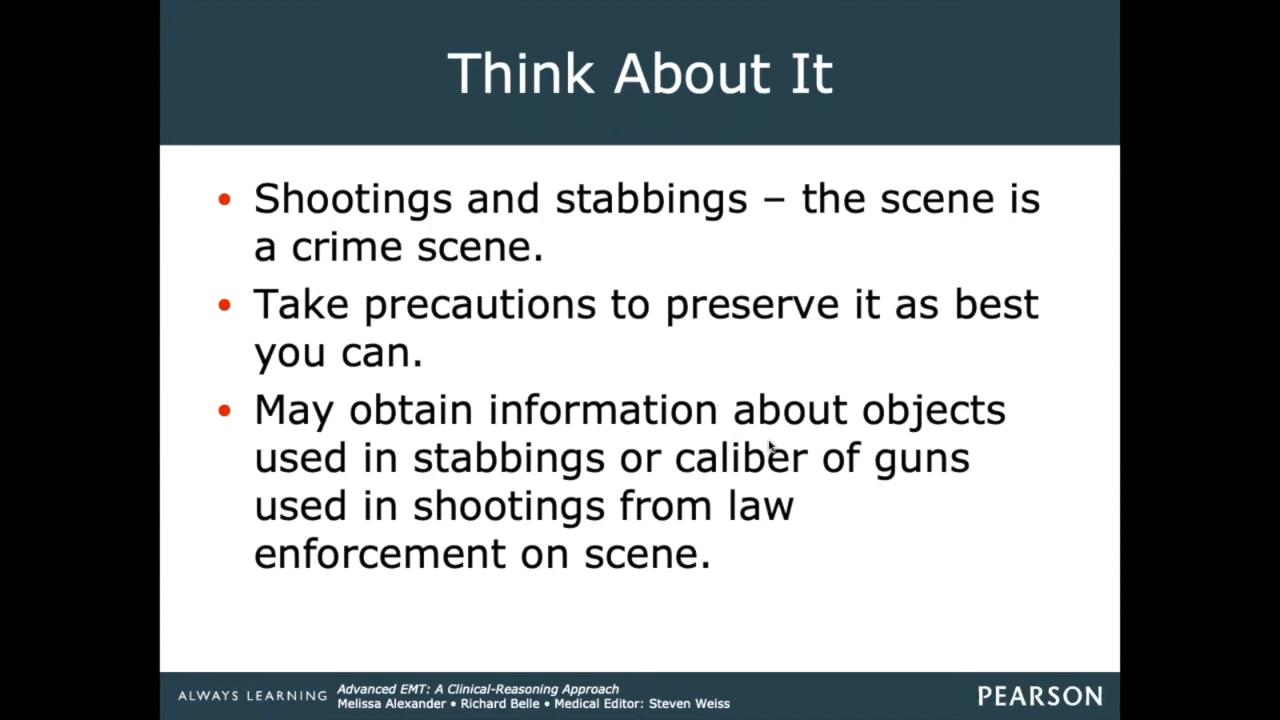 Think About It
• Shootings and stabbings – the scene is
a crime scene.
• Take precautions to preserve it as best
you can.
• May obtain information about objects
used in stabbings or caliber of guns
used in shootings from law
enforcement on scene.
ALWAYS LEARNING
Advanced EMT: A Clinical-Reasoning Approach
Melissa Alexander • Richard Belle • Medical Editor: Steven Weiss
PEARSON